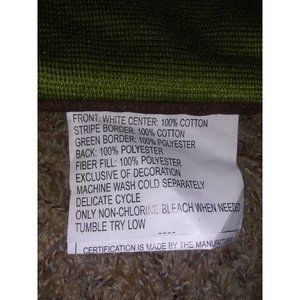 FRONT: WHITE CENTER: 100% COTTON
STRIPE BORDER: 100% COTTON
GREEN BORDER: 100% POLYESTER
BACK: 100% POLYESTER
FIBER FILL: 100% POLYESTER
EXCLUSIVE OF DECORATION
MACHINE WASH COLD SEPARATELY
DELICATE CYCLE
ONLY NON-CHLORINE BLEACH WHEN NEEDED
TUMBLE TRY LOW
----
CERTIFICATION IS MADE BY THE MANUFACT